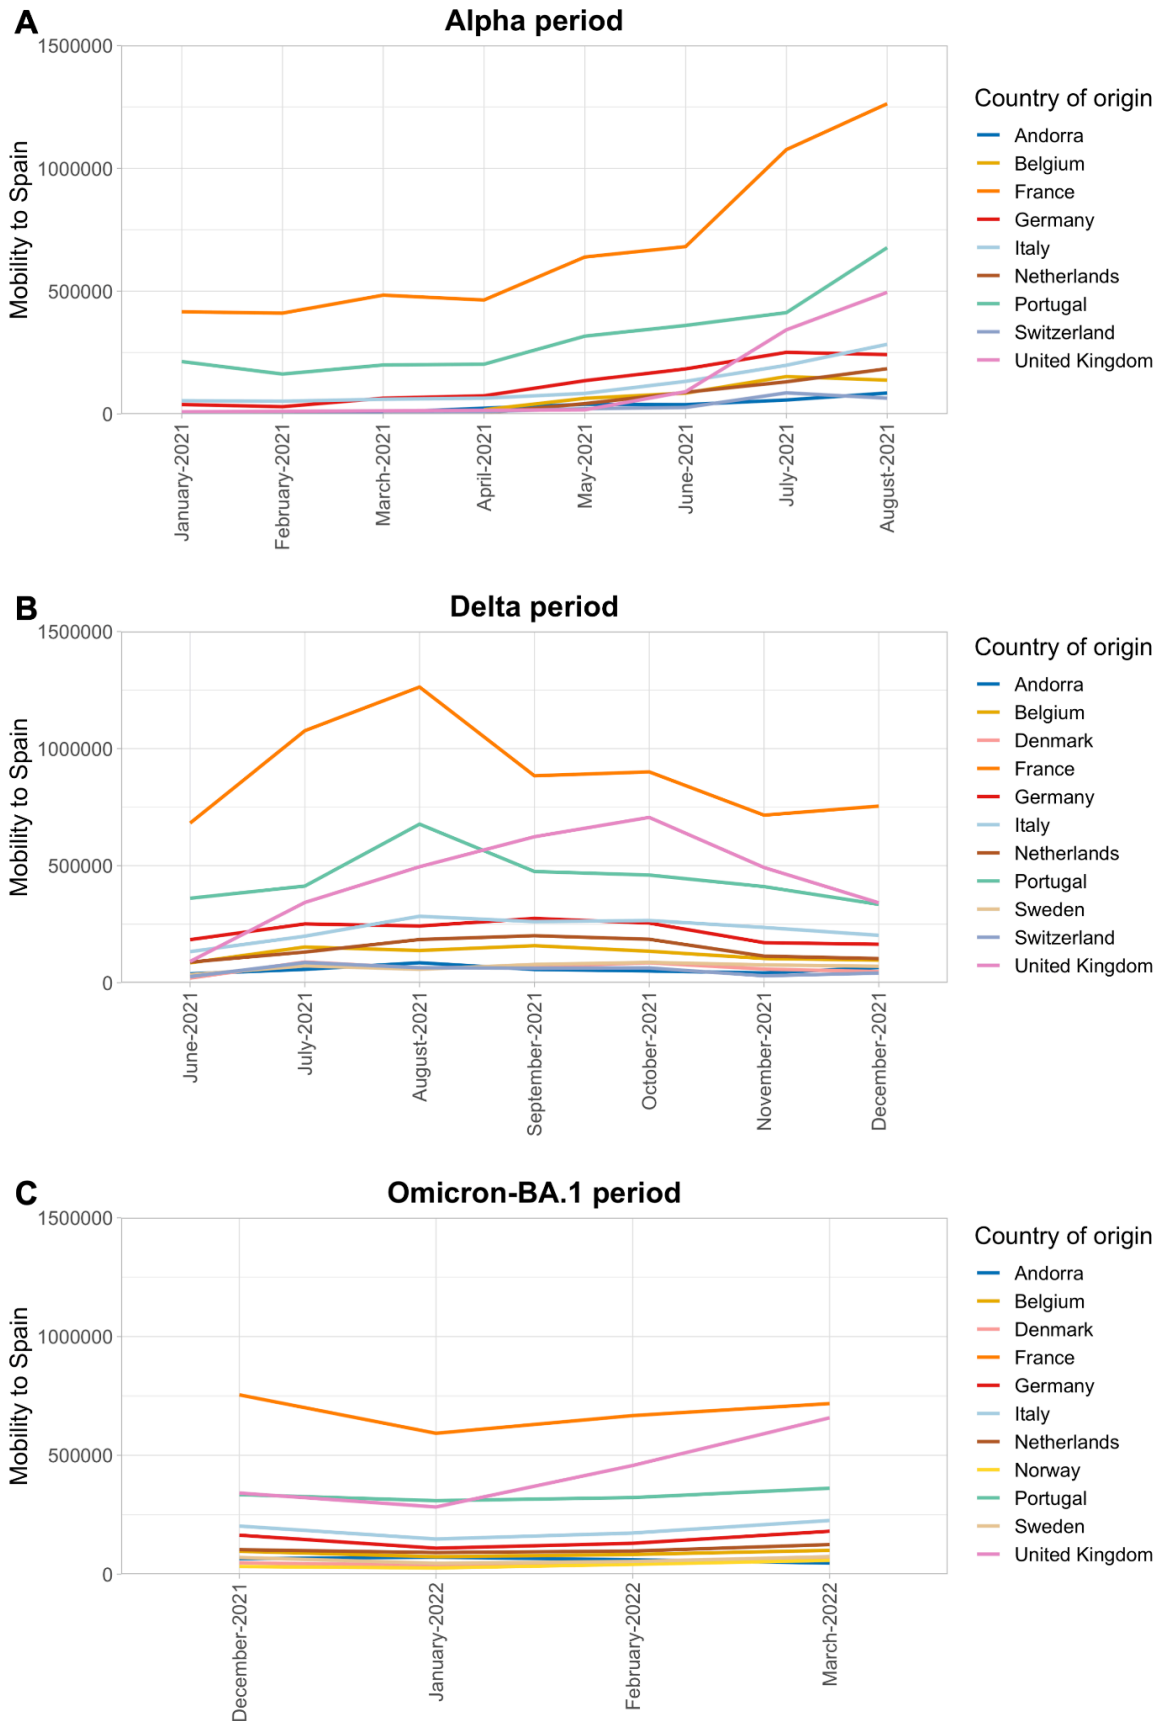 A
Alpha period
Mobility to Spain
1500000
1000000
500000
0
January-2021
February-2021
March-2021
April-2021
May-2021
June-2021
July-2021
August-2021
Country of origin
Andorra
Belgium
France
Germany
Italy
Netherlands
Portugal
Switzerland
United Kingdom
B
Delta period
Mobility to Spain
1500000
1000000
500000
0
June-2021
July-2021
August-2021
September-2021
October-2021
November-2021
December-2021
Country of origin
Andorra
Belgium
Denmark
France
Germany
Italy
Netherlands
Portugal
Sweden
Switzerland
United Kingdom
C
Omicron-BA.1 period
Mobility to Spain
1500000
1000000
500000
0
December-2021
January-2022
February-2022
March-2022
Country of origin
Andorra
Belgium
Denmark
France
Germany
Italy
Netherlands
Norway
Portugal
Sweden
United Kingdom